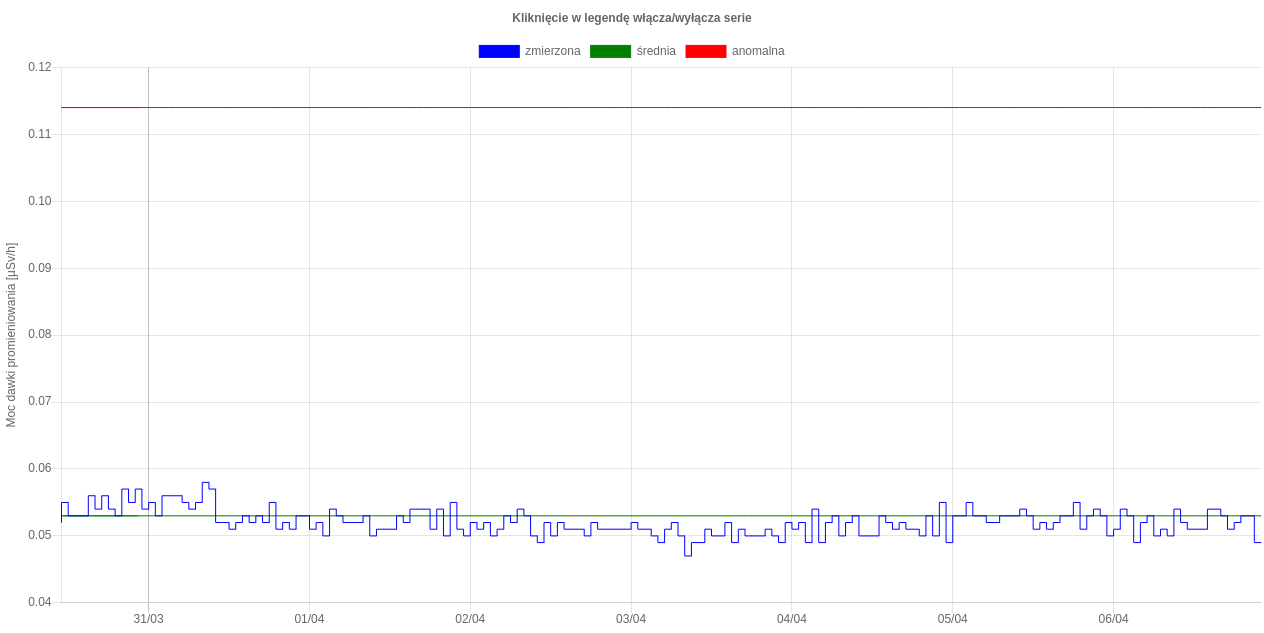 Kliknięcie w legendę włącza/wyłącza serie
zmierzona średnia anomalna
Moc dawki promieniowania [µSv/h]
0.12
0.11
0.10
0.09
0.08
0.07
0.06
0.05
0.04
31/03 01/04 02/04 03/04 04/04 05/04 06/04